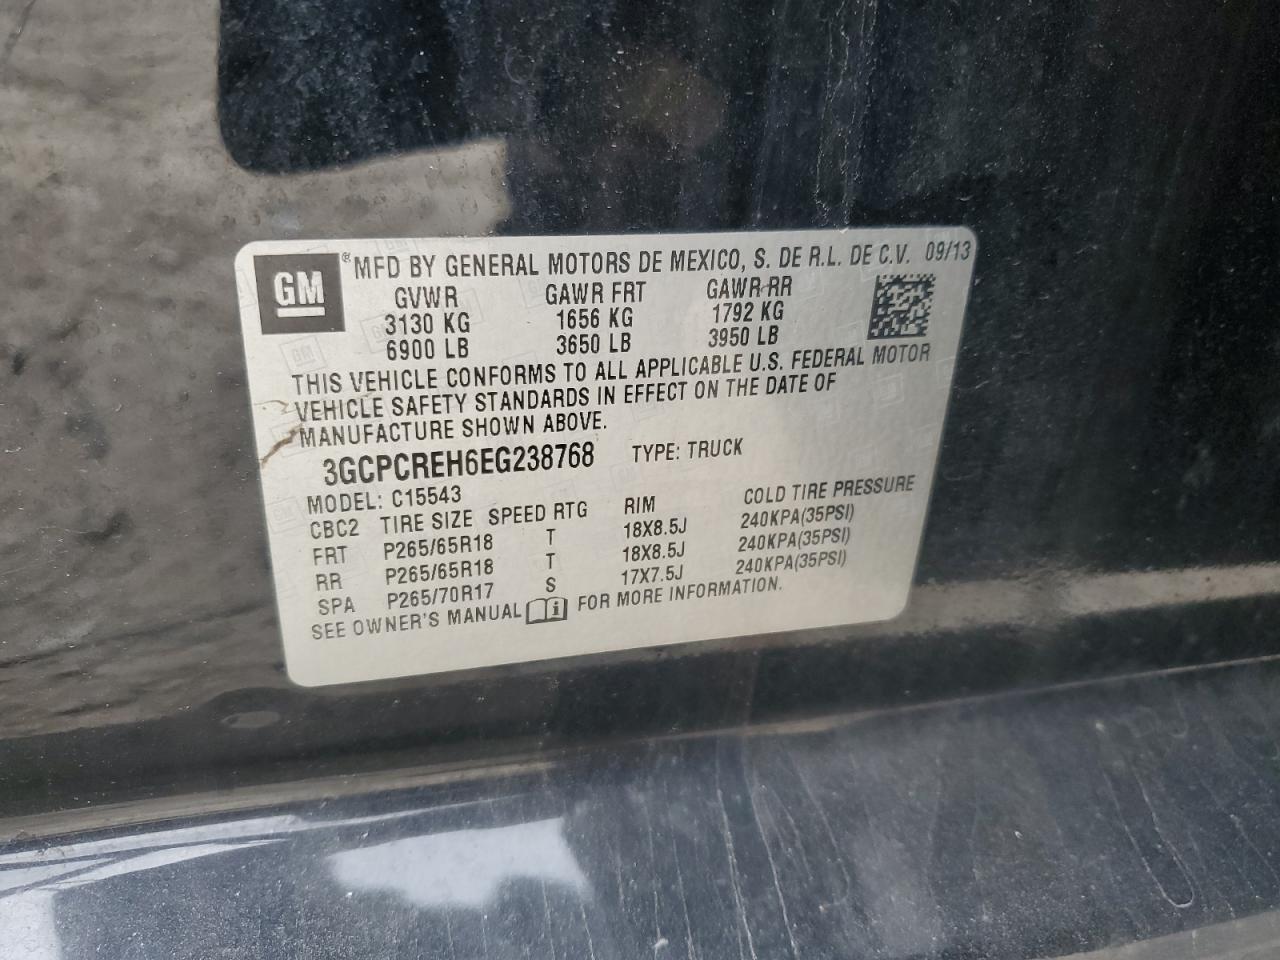 GM ® MFD BY GENERAL MOTORS DE MEXICO, S. DE R.L. DE C.V. 09/13
GVWR GAWR FRT GAWR RR
3130 KG 1656 KG 1792 KG
6900 LB 3650 LB 3950 LB
THIS VEHICLE CONFORMS TO ALL APPLICABLE U.S. FEDERAL MOTOR
VEHICLE SAFETY STANDARDS IN EFFECT ON THE DATE OF
MANUFACTURE SHOWN ABOVE.
3GCPCREH6EG238768 TYPE: TRUCK
MODEL: C15543
CBC2 TIRE SIZE SPEED RTG RIM COLD TIRE PRESSURE
FRT P265/65R18 T 18X8.5J 240KPA(35PSI)
RR P265/65R18 T 18X8.5J 240KPA(35PSI)
SPA P265/70R17 S 17X7.5J 240KPA(35PSI)
SEE OWNER'S MANUAL i FOR MORE INFORMATION.